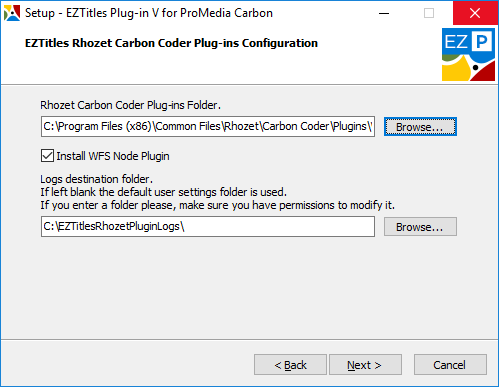 Setup - EZTitles Plug-in V for ProMedia Carbon
EZTitles Rhozet Carbon Coder Plug-ins Configuration
EZ P
Rhozet Carbon Coder Plug-ins Folder.
C:\Program Files (x86)\Common Files\Rhozet\Carbon Coder\Plugins\
Browse...
Install WFS Node Plugin
Logs destination folder.
If left blank the default user settings folder is used.
If you enter a folder please, make sure you have permissions to modify it.
C:\EZTitlesRhozetPluginLogs\
Browse...
< Back
Next >
Cancel